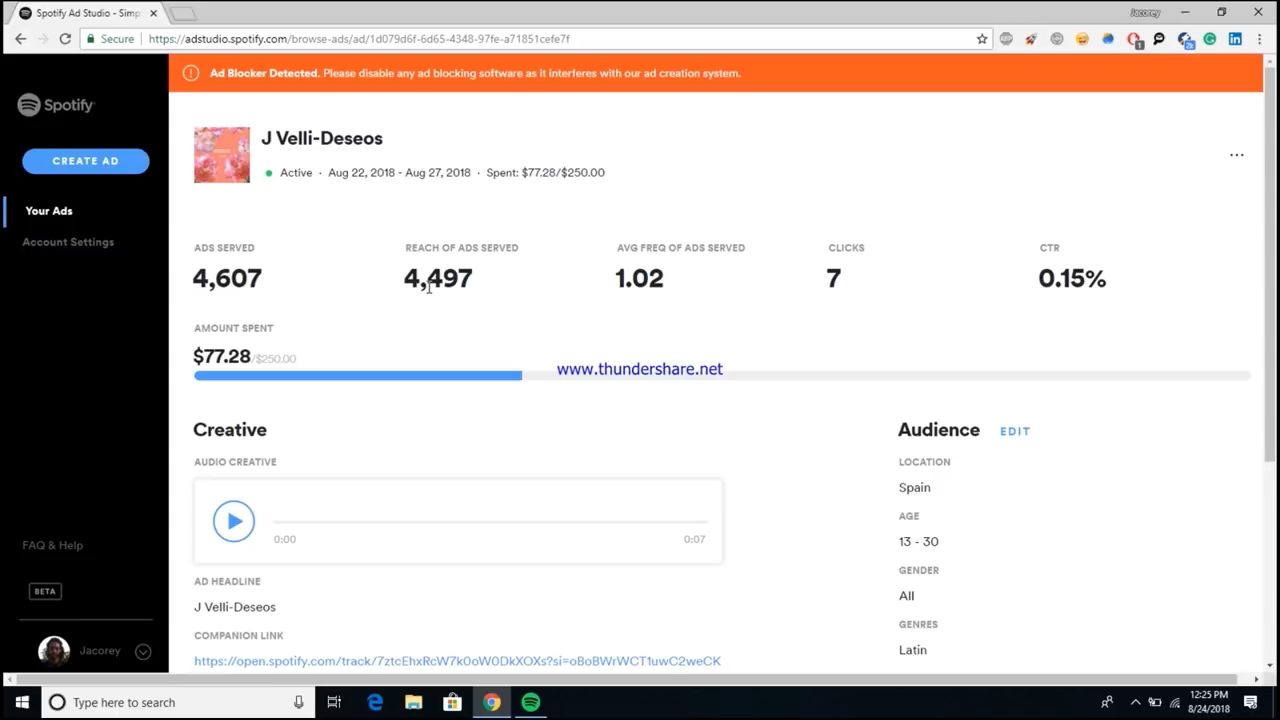 Spotify Ad Studio - Simp
Jacorey
Secure https://adstudio.spotify.com/browse-ads/ad/1d079d6f-6d65-4348-97fe-a71851cefe7f
Ad Blocker Detected. Please disable any ad blocking software as it interferes with our ad creation system.
Spotify
CREATE AD
Your Ads
Account Settings
FAQ & Help
BETA
Jacorey
J Velli-Deseos
Active · Aug 22, 2018 - Aug 27, 2018 · Spent: $77.28/$250.00
ADS SERVED
4,607
REACH OF ADS SERVED
4,497
AVG FREQ OF ADS SERVED
1.02
CLICKS
7
CTR
0.15%
AMOUNT SPENT
$77.28/$250.00
www.thundershare.net
Creative
AUDIO CREATIVE
0:00
0:07
AD HEADLINE
J Velli-Deseos
COMPANION LINK
https://open.spotify.com/track/7ztcEhxRcW7k0oW0DkXOXs?si=oBoBWrWCT1uwC2weCK
Audience EDIT
LOCATION
Spain
AGE
13 - 30
GENDER
All
GENRES
Latin
Type here to search
12:25 PM
8/24/2018